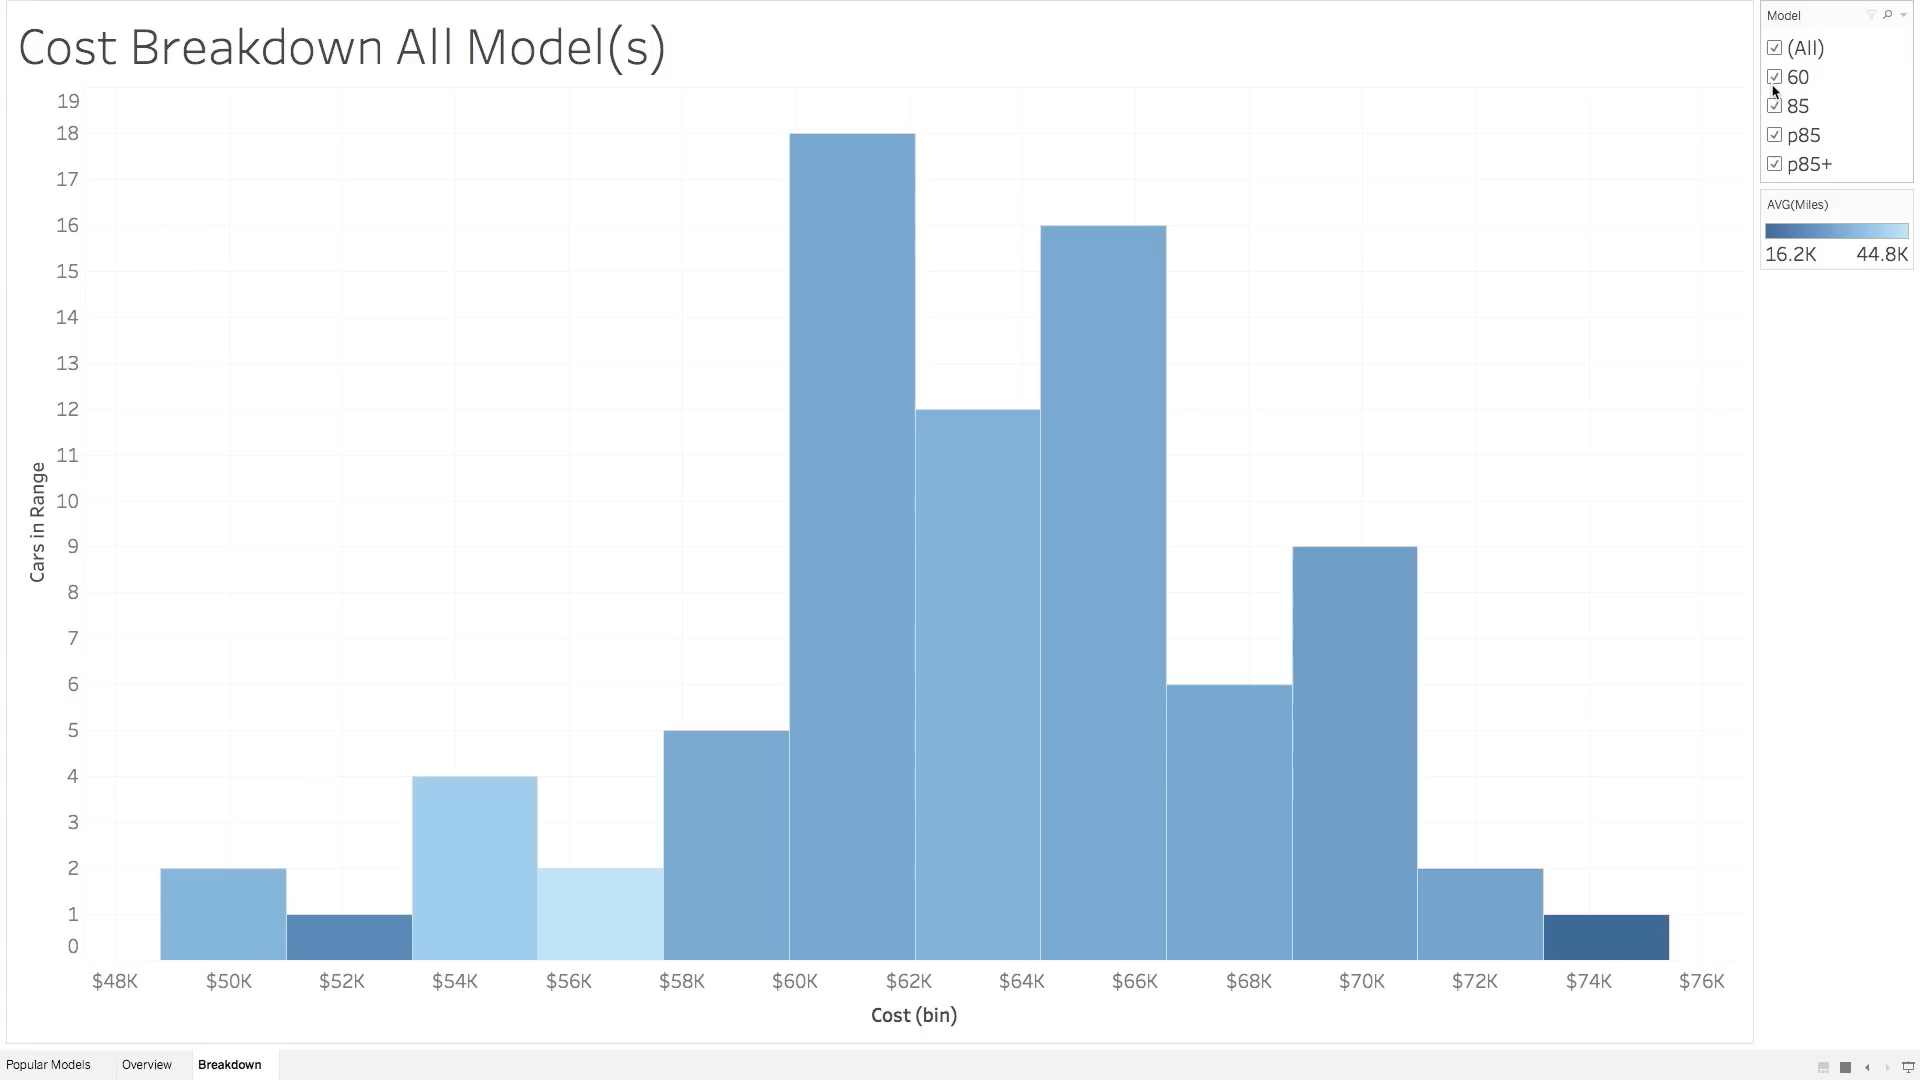 Cost Breakdown All Model(s)
19
18
17
16
15
14
13
12
11
10
9
8
7
6
5
4
3
2
1
0
Cars in Range
$48K $50K $52K $54K $56K $58K $60K $62K $64K $66K $68K $70K $72K $74K $76K
Cost (bin)
Model
(All)
60
85
p85
p85+
AVG(Miles)
16.2K 44.8K
Popular Models Overview Breakdown